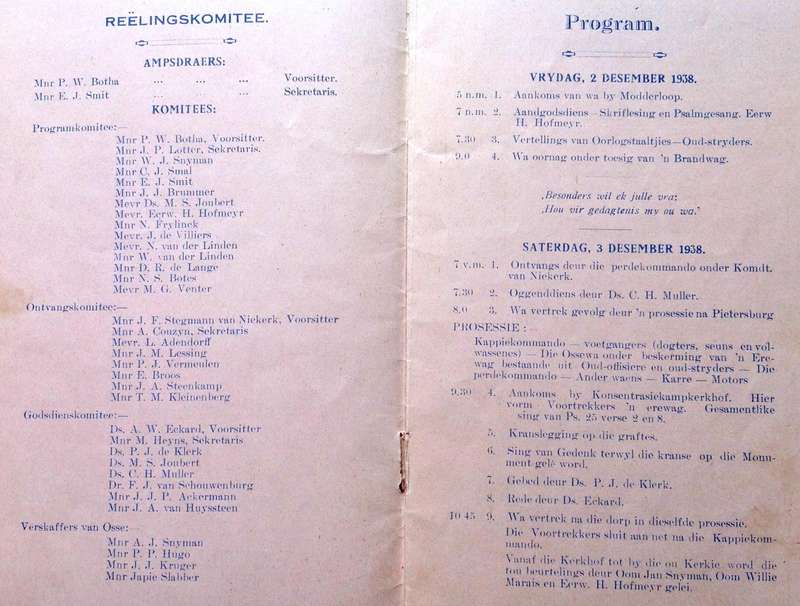 REËLINGSKOMITEE.
AMPSDRAERS:
Mnr P. W. Botha ... ... ... Voorsitter.
Mnr E. J. Smit ... ... Sekretaris.
KOMITEES:
Programkomitee:—
Mnr P. W. Botha, Voorsitter.
Mnr J. P. Lotter, Sekretaris.
Mnr W. J. Snyman
Mnr C. J. Smal
Mnr E. J. Smit
Mnr J. J. Brummer
Mevr Ds. M. S. Joubert
Mevr. Eerw. H. Hofmeyr
Mnr N. Frylinck
Mevr. J. de Villiers
Mevr. N. van der Linden
Mnr W. van der Linden
Mnr D. R. de Lange
Mnr N. S. Botes
Mevr M. G. Venter
Ontvangskomitee:—
Mnr J. F. Stegmann van Niekerk, Voorsitter
Mnr A. Couzyn, Sekretaris
Mevr. L. Adendorff
Mnr J. M. Lessing
Mnr P. J. Vermeulen
Mnr E. Broos
Mnr J. A. Steenkamp
Mnr T. M. Kleinenberg
Godsdienskomitee:—
Ds. A. W. Eckard, Voorsitter
Mnr M. Heyns, Sekretaris
Ds. P. J. de Klerk
Ds. M. S. Joubert
Ds. C. H. Muller
Dr. F. J. van Schouwenburg
Mnr J. J. P. Ackermann
Mnr J. A. van Huyssteen
Verskaffers van Osse:—
Mnr A. J. Snyman
Mnr P. P. Hugo
Mnr J. J. Kruger
Mnr Japie Slabber
Program.
VRYDAG, 2 DESEMBER 1938.
5 n.m. 1. Aankoms van wa by Modderloop.
7 n.m. 2. Aandgodsdiens—Skriflesing en Psalmgesang. Eerw
H. Hofmeyr.
7.30 3. Vertellings van Oorlogstaaltjies—Oud-stryders.
9.0 4. Wa oornag onder toesig van 'n Brandwag.
„Besonders wil ek julle vra;
„Hou vir gedagtenis my ou wa."
SATERDAG, 3 DESEMBER 1938.
7 v.m. 1. Ontvangs deur die perdekommando onder Komdt.
van Niekerk.
7.30 2. Oggenddiens deur Ds. C. H. Muller.
8.0 3. Wa vertrek gevolg deur 'n prosessie na Pietersburg
PROSESSIE :—
Kappiekommando — voetgangers (dogters, seuns en vol-
wassenes) — Die Ossewa onder beskerming van 'n Ere-
wag bestaande uit Oud-offisiere en oud-stryders — Die
perdekommando — Ander waens — Karre — Motors
9.30 4. Aankoms by Konsentrasiekampkerkhof. Hier
vorm Voortrekkers 'n erewag. Gesamentlike
sing van Ps. 25 verse 2 en 8.
5. Kranslegging op die grafte.
6. Sing van Gedenk terwyl die kranse op die Monu-
ment gelê word.
7. Gebed deur Ds. P. J. de Klerk.
8. Rede deur Ds. Eckard.
10 45 9. Wa vertrek na die dorp in dieselfde prosessie.
Die Voortrekkers sluit aan net na die Kappiekom-
mando.
Vanaf die Kerkhof tot by die ou Kerkie word die
tou beurtelings deur Oom Jan Snyman, Oom Willie
Marais en Eerw. H. Hofmeyr gelei.